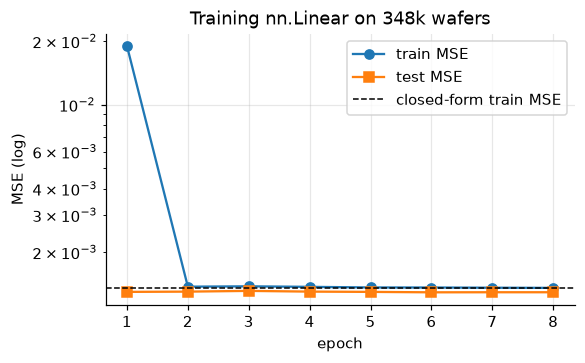 Training nn.Linear on 348k wafers
train MSE
test MSE
closed-form train MSE
MSE (log)
2 × 10⁻²
10⁻²
6 × 10⁻³
4 × 10⁻³
3 × 10⁻³
2 × 10⁻³
1 2 3 4 5 6 7 8
epoch